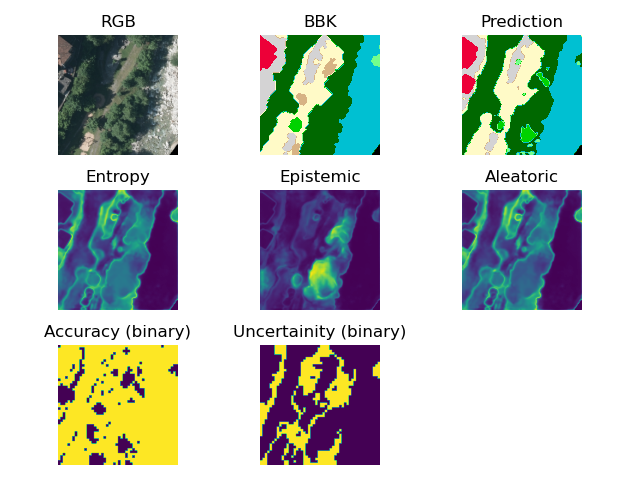 RGB
BBK
Prediction
Entropy
Epistemic
Aleatoric
Accuracy (binary)
Uncertainity (binary)